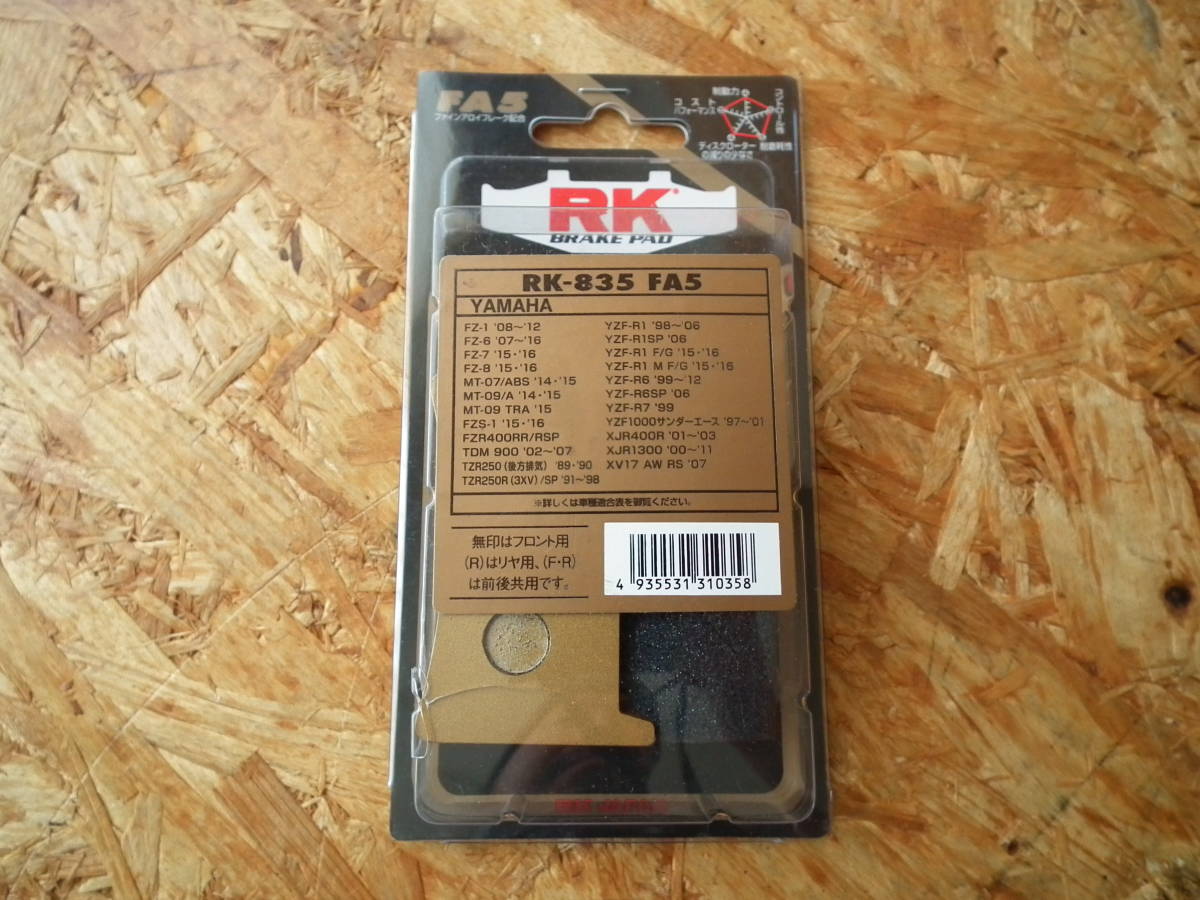 FA5
ファインアロイフレーク配合
制動力
コントロール性
耐磨耗性
ディスクローター
の減りの少なさ
コスト
パフォーマンス
RK
BRAKE PAD
RK-835 FA5
YAMAHA
FZ-1 '08~'12
FZ-6 '07~'16
FZ-7 '15・'16
FZ-8 '15・'16
MT-07/ABS '14・'15
MT-09/A '14・'15
MT-09 TRA '15
FZS-1 '15・'16
FZR400RR/RSP
TDM 900 '02~'07
TZR250 (後方排気) '89・'90
TZR250R (3XV) /SP '91~'98
YZF-R1 '98~'06
YZF-R1SP '06
YZF-R1 F/G '15・'16
YZF-R1 M F/G '15・'16
YZF-R6 '99~'12
YZF-R6SP '06
YZF-R7 '99
YZF1000サンダーエース '97~'01
XJR400R '01~'03
XJR1300 '00~'11
XV17 AW RS '07
※詳しくは車種適合表を御覧ください。
無印はフロント用
(R)はリヤ用、(F・R)
は前後共用です。
4 935531 310358